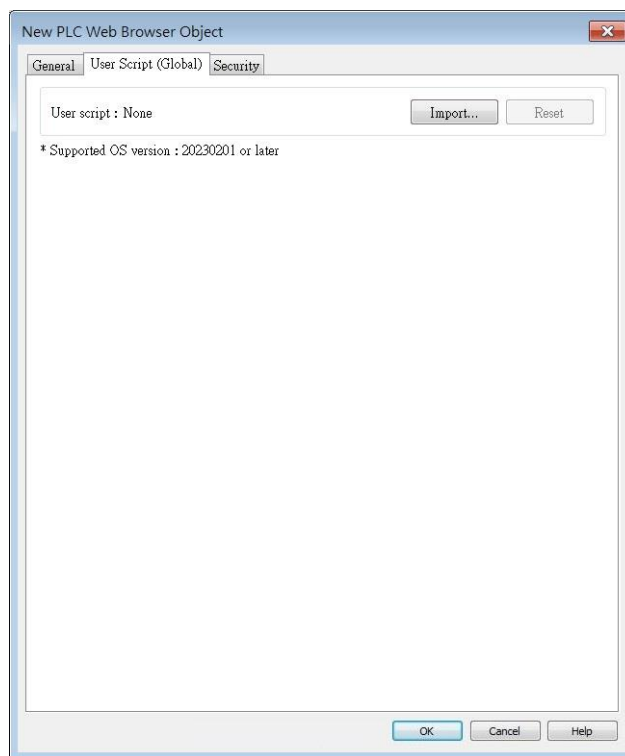 New PLC Web Browser Object
General User Script (Global) Security
User script : None Import... Reset
* Supported OS version : 20230201 or later
OK Cancel Help